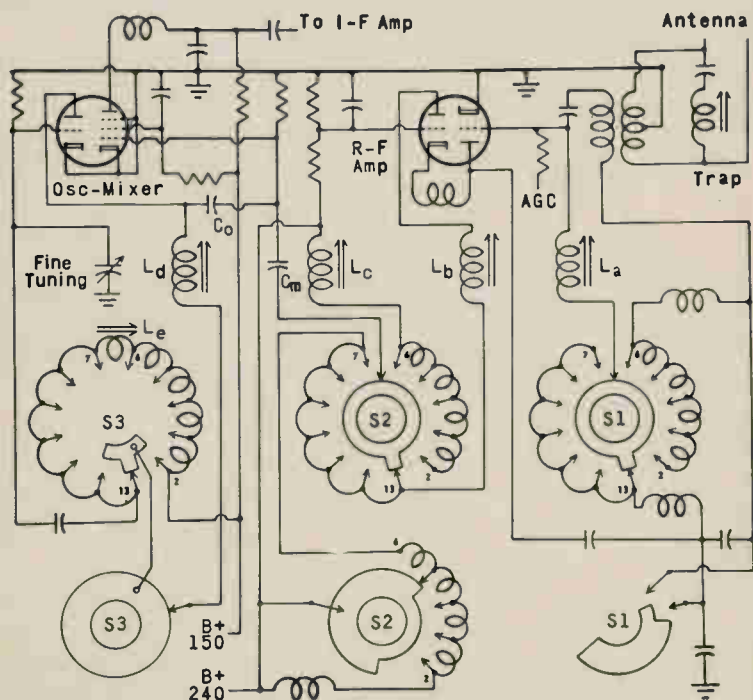 Antenna
To I-F Amp
R-F
Amp
Osc-Mixer
Trap
AGC
Co
Fine
Tuning
Ld
Cm
Lc
Lb
La
Le
7 6
7 6
7 6
S3
S2
S1
2
2
2
13
13
13
6
S3
S2
S1
B+
150
2
B+
240